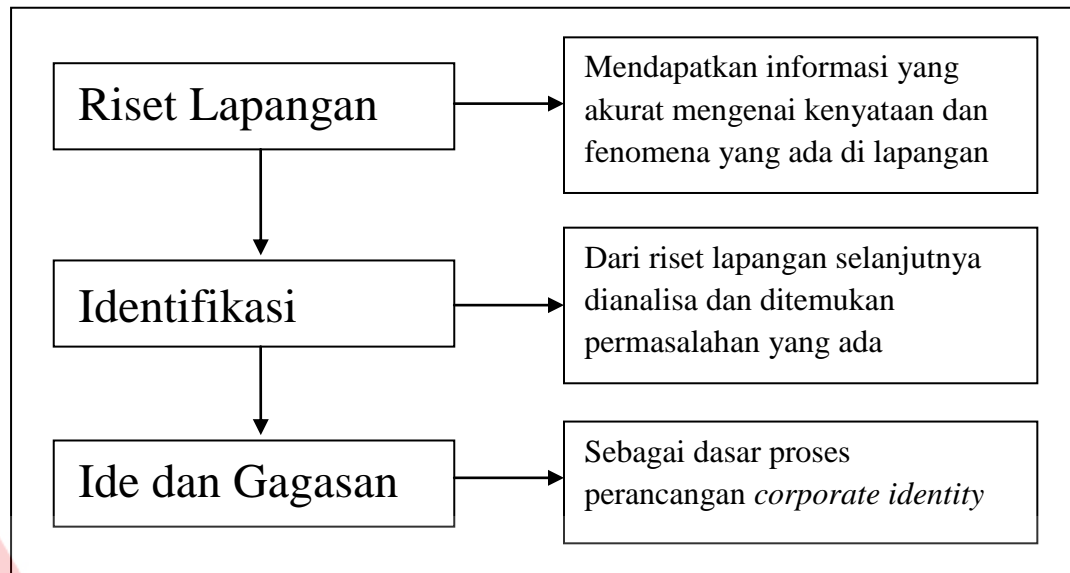 Riset Lapangan
Mendapatkan informasi yang
akurat mengenai kenyataan dan
fenomena yang ada di lapangan
Identifikasi
Dari riset lapangan selanjutnya
dianalisa dan ditemukan
permasalahan yang ada
Ide dan Gagasan
Sebagai dasar proses
perancangan corporate identity